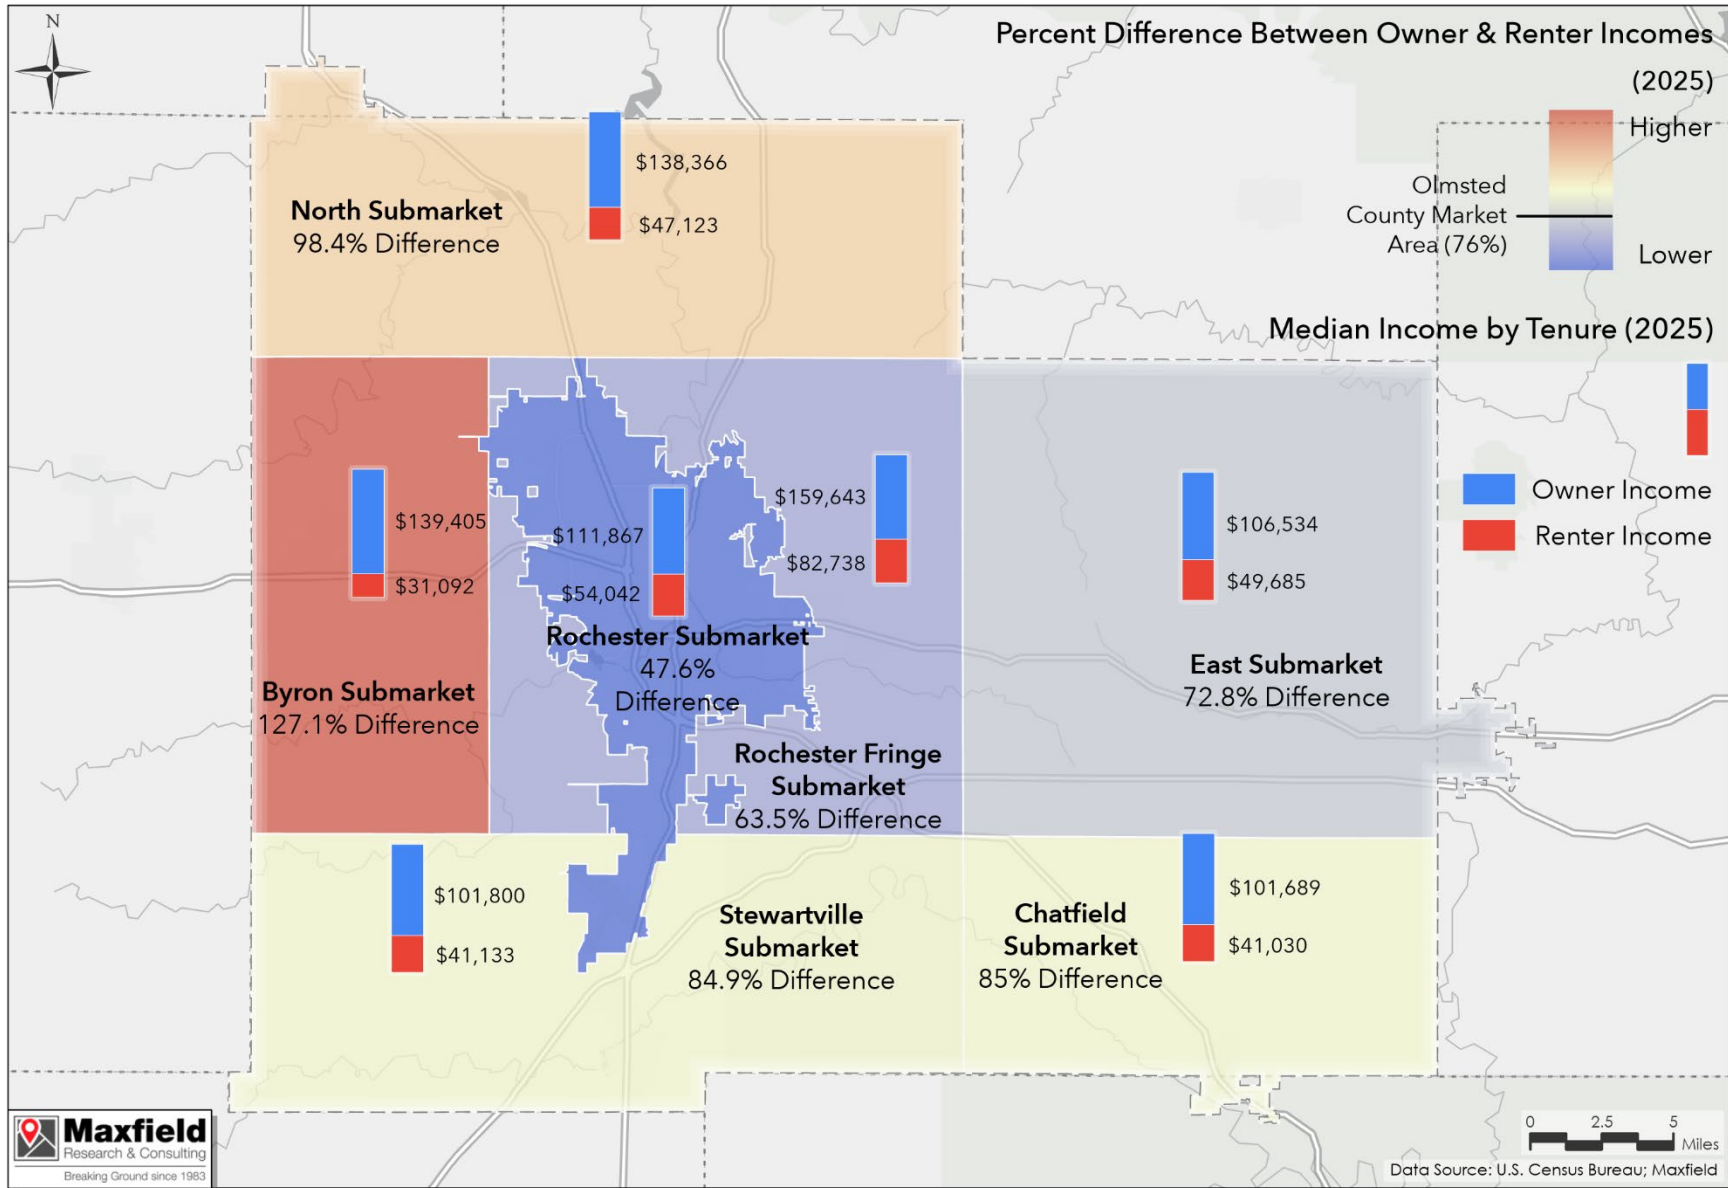 N
Percent Difference Between Owner & Renter Incomes
(2025)
Higher
Olmsted
County Market
Area (76%)
Lower
Median Income by Tenure (2025)
Owner Income
Renter Income
$138,366
$47,123
North Submarket
98.4% Difference
$139,405
$31,092
Byron Submarket
127.1% Difference
$111,867
$54,042
Rochester Submarket
47.6%
Difference
$159,643
$82,738
Rochester Fringe
Submarket
63.5% Difference
$106,534
$49,685
East Submarket
72.8% Difference
$101,800
$41,133
Stewartville
Submarket
84.9% Difference
Chatfield
Submarket
85% Difference
$101,689
$41,030
Maxfield
Research & Consulting
Breaking Ground since 1983
0 2.5 5
Miles
Data Source: U.S. Census Bureau; Maxfield